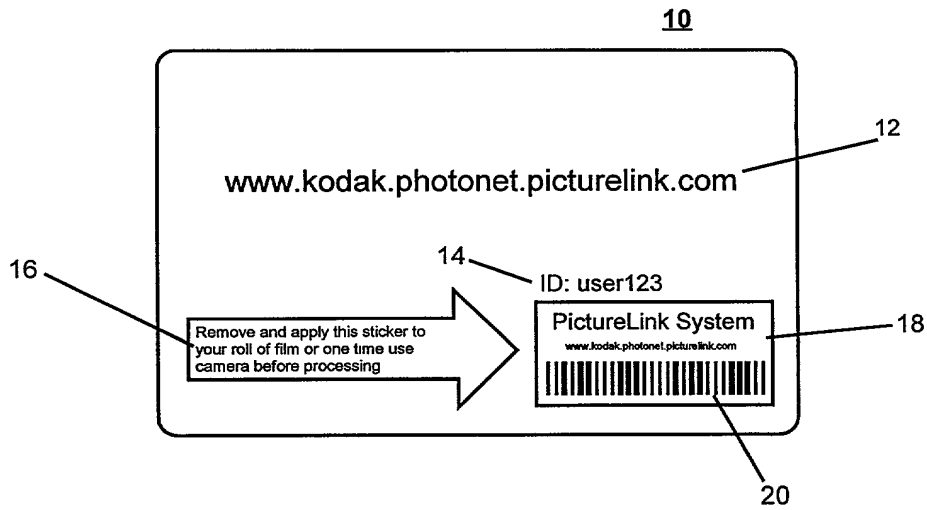 10
12
www.kodak.photonet.picturelink.com
14
16
ID: user123
Remove and apply this sticker to
your roll of film or one time use
camera before processing
PictureLink System
18
www.kodak.photonet.picturelink.com
20